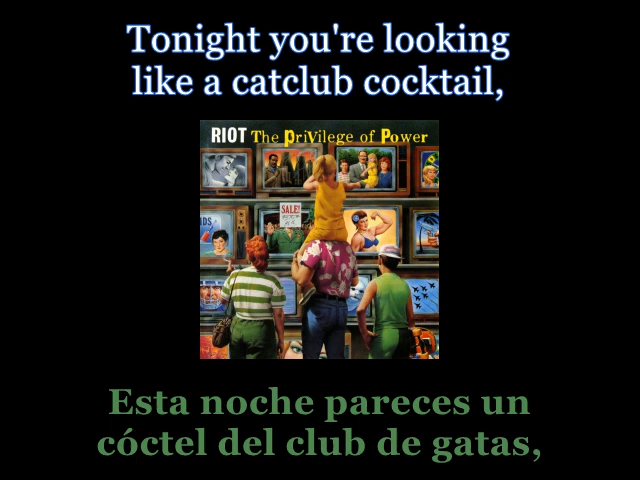 Tonight you're looking
like a catclub cocktail,
RIOT The priVilege of Power
SALE!
Esta noche pareces un
cóctel del club de gatas,